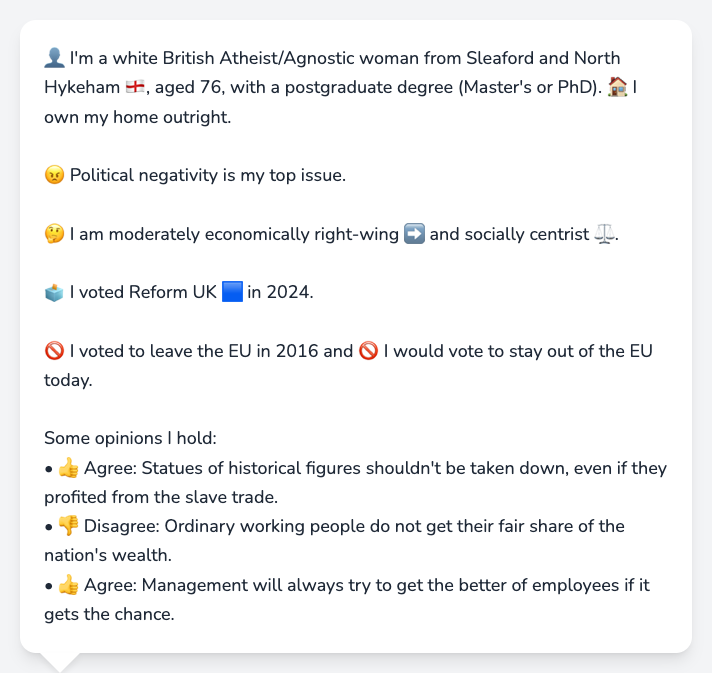 👤 I'm a white British Atheist/Agnostic woman from Sleaford and North
Hykeham 🏴󠁧󠁢󠁥󠁮󠁧󠁿, aged 76, with a postgraduate degree (Master's or PhD). 🏠 I
own my home outright.
😠 Political negativity is my top issue.
🤔 I am moderately economically right-wing ➡️ and socially centrist ⚖️.
🗳️ I voted Reform UK 🟦 in 2024.
🚫 I voted to leave the EU in 2016 and 🚫 I would vote to stay out of the EU
today.
Some opinions I hold:
• 👍 Agree: Statues of historical figures shouldn't be taken down, even if they
profited from the slave trade.
• 👎 Disagree: Ordinary working people do not get their fair share of the
nation's wealth.
• 👍 Agree: Management will always try to get the better of employees if it
gets the chance.